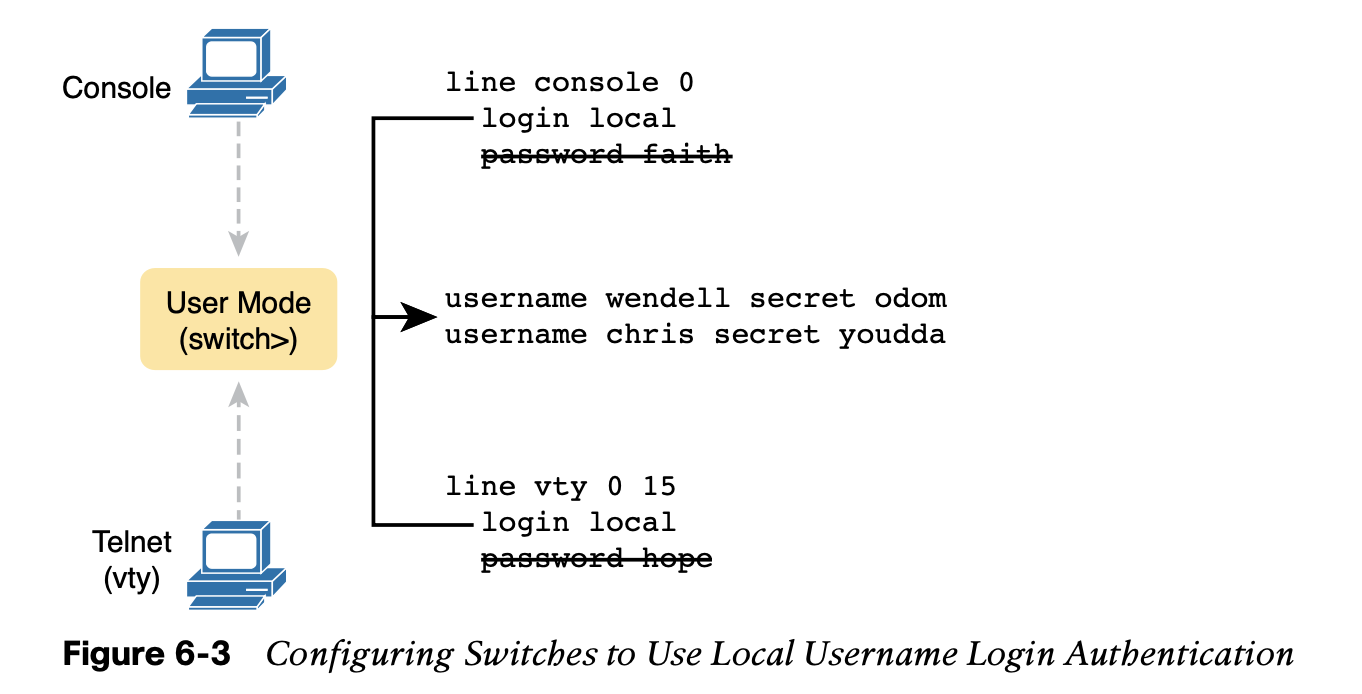 Console
line console 0
login local
password faith
User Mode
(switch>)
username wendell secret odom
username chris secret youdda
line vty 0 15
login local
password hope
Telnet
(vty)
Figure 6-3 Configuring Switches to Use Local Username Login Authentication